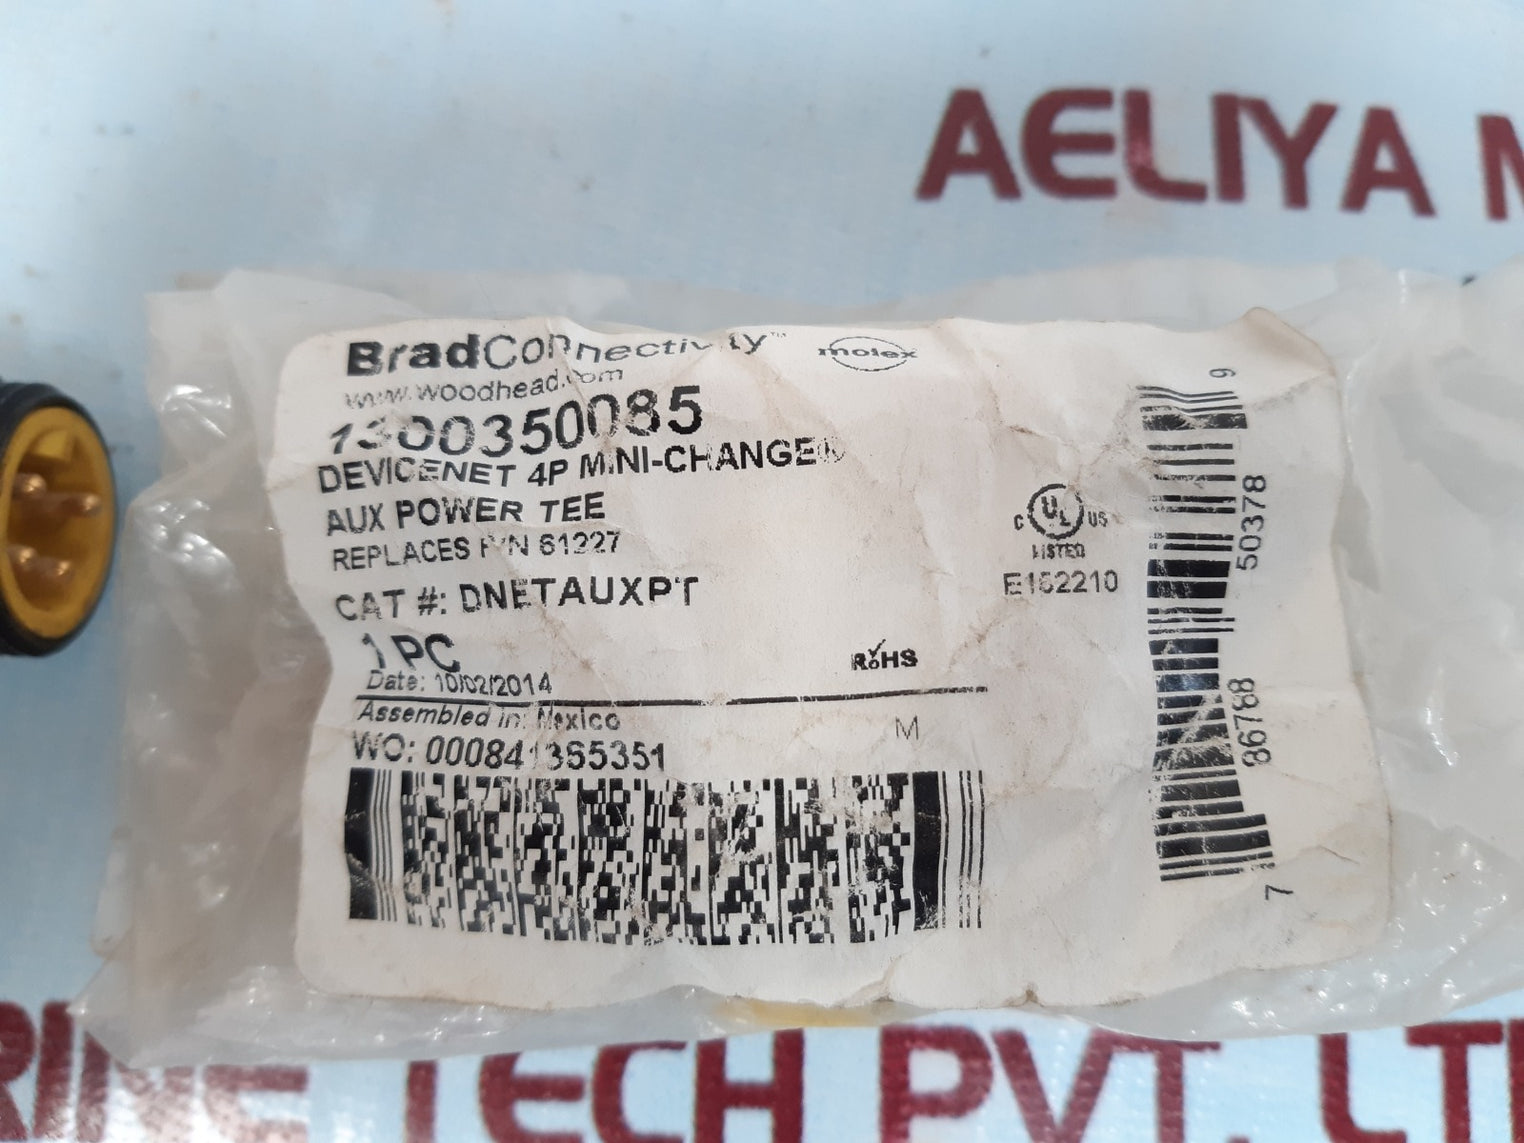 AELIYA M
BradConnectivity™
molex
www.woodhead.com
1300350085
DEVICENET 4P MINI-CHANGE®
AUX POWER TEE
REPLACES P/N 61227
CAT #: DNETAUXPT
1 PC
RoHS
Date: 10/02/2014
Assembled in: Mexico
M
WO: 000841365351
C UL US
LISTED
E152210
7 86788 50378 9
RINE TECH PVT. LT